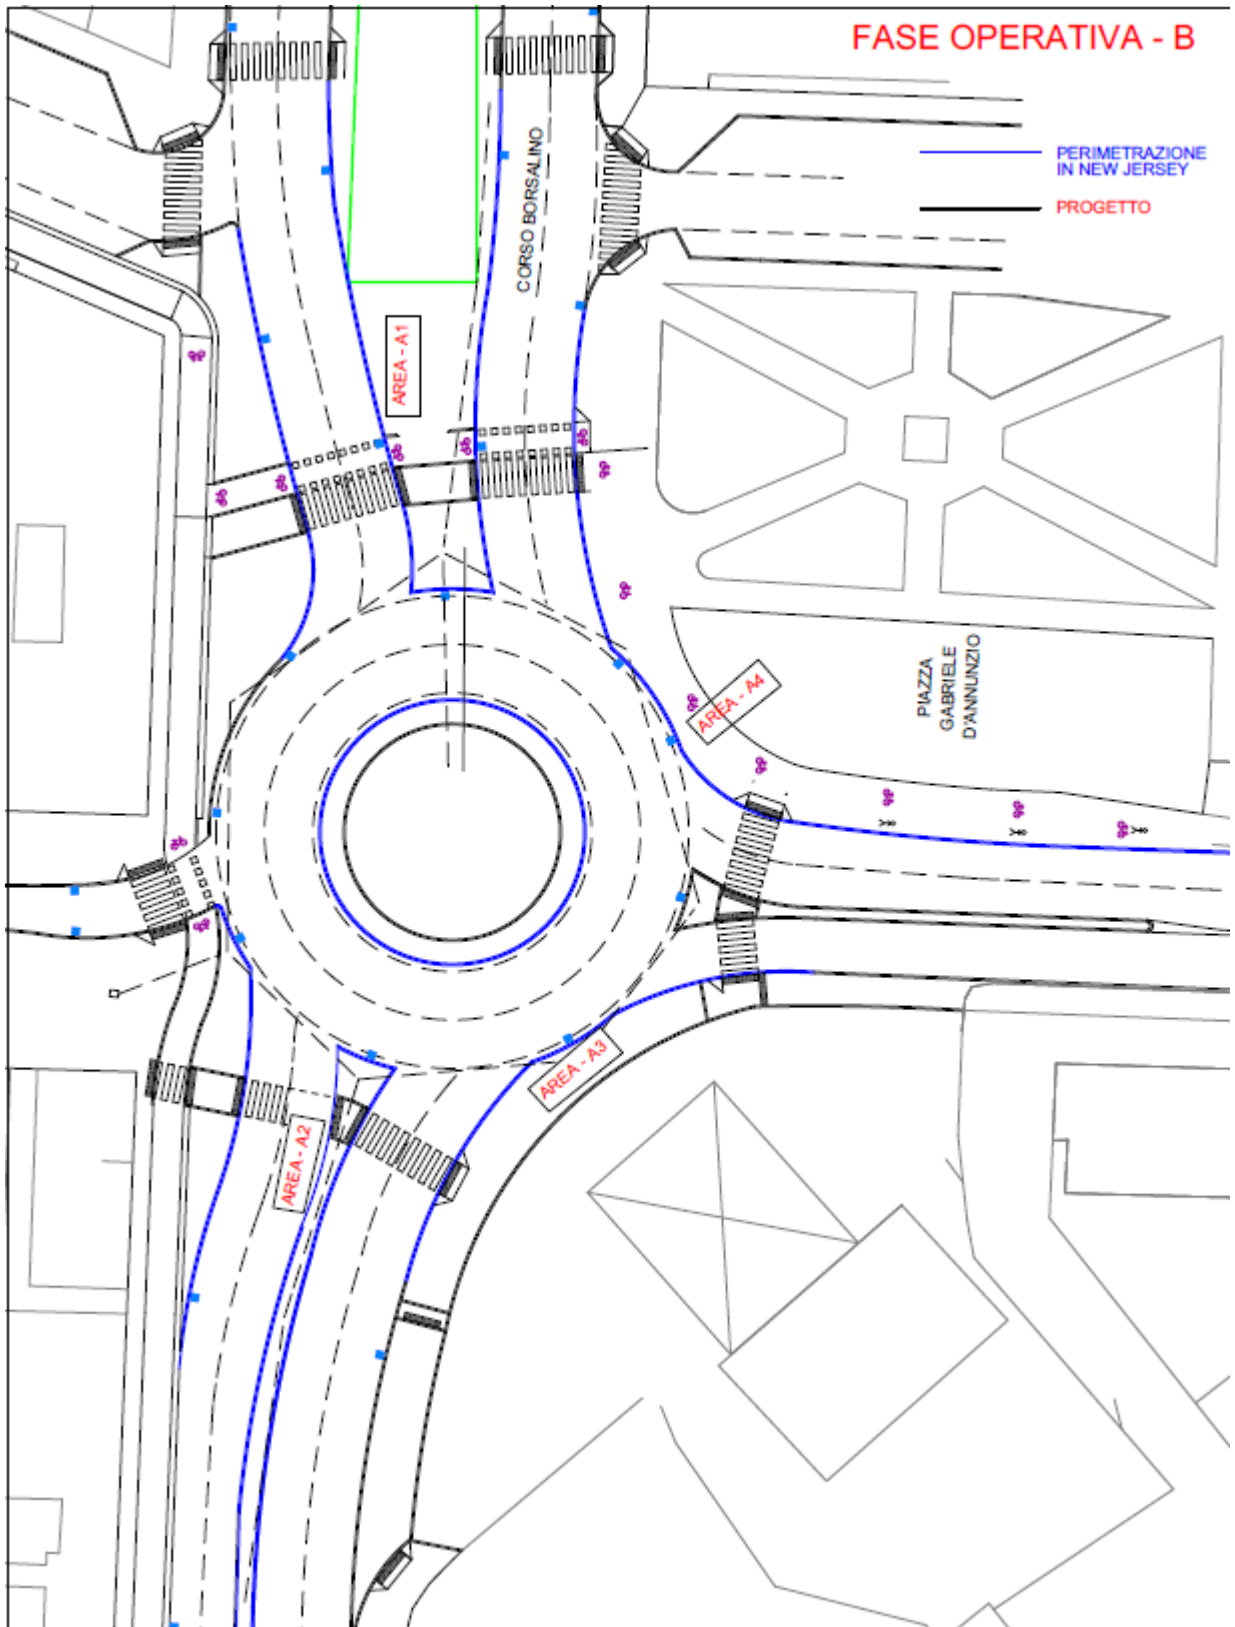 FASE OPERATIVA - B
PERIMETRAZIONE
IN NEW JERSEY
PROGETTO
CORSO BORSALINO
AREA - A1
PIAZZA
GABRIELE
D'ANNUNZIO
AREA - A4
AREA - A3
AREA - A2